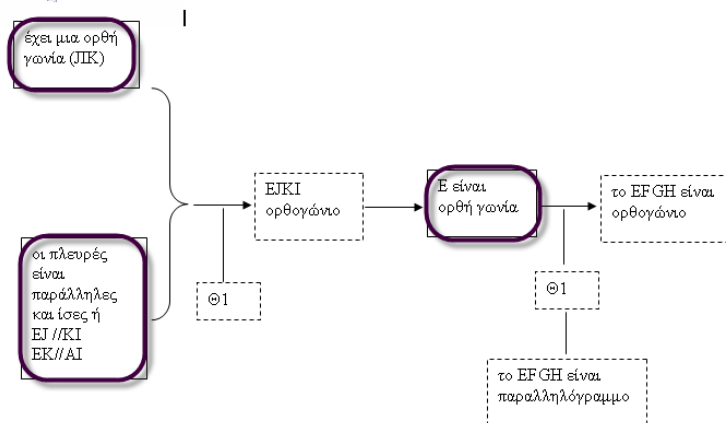 έχει μια ορθή
γωνία (JIK)
οι πλευρές
είναι
παράλληλες
και ίσες ή
EJ //KI
EK//AI
EJKI
ορθογώνιο
Θ1
Ε είναι
ορθή γωνία
το EFGH είναι
ορθογώνιο
Θ1
το EFGH είναι
παραλληλόγραμμο